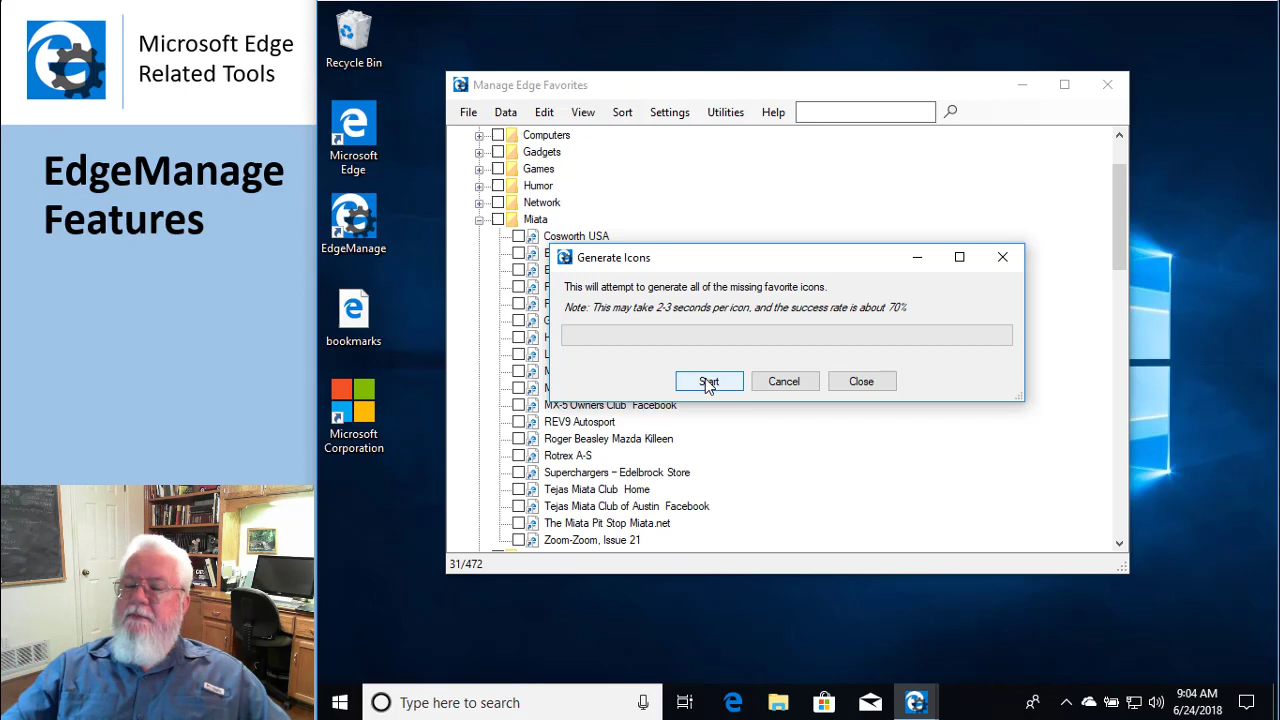 Microsoft Edge
Related Tools
EdgeManage
Features
Recycle Bin
Microsoft
Edge
EdgeManage
bookmarks
Microsoft
Corporation
Manage Edge Favorites
File Data Edit View Sort Settings Utilities Help
Computers
Gadgets
Games
Humor
Network
Miata
Cosworth USA
Generate Icons
This will attempt to generate all of the missing favorite icons.
Note: This may take 2-3 seconds per icon, and the success rate is about 70%
Start Cancel Close
MX-5 Owners Club Facebook
REV9 Autosport
Roger Beasley Mazda Killeen
Rotrex A-S
Superchargers - Edelbrock Store
Tejas Miata Club Home
Tejas Miata Club of Austin Facebook
The Miata Pit Stop Miata.net
Zoom-Zoom, Issue 21
31/472
Type here to search
9:04 AM
6/24/2018